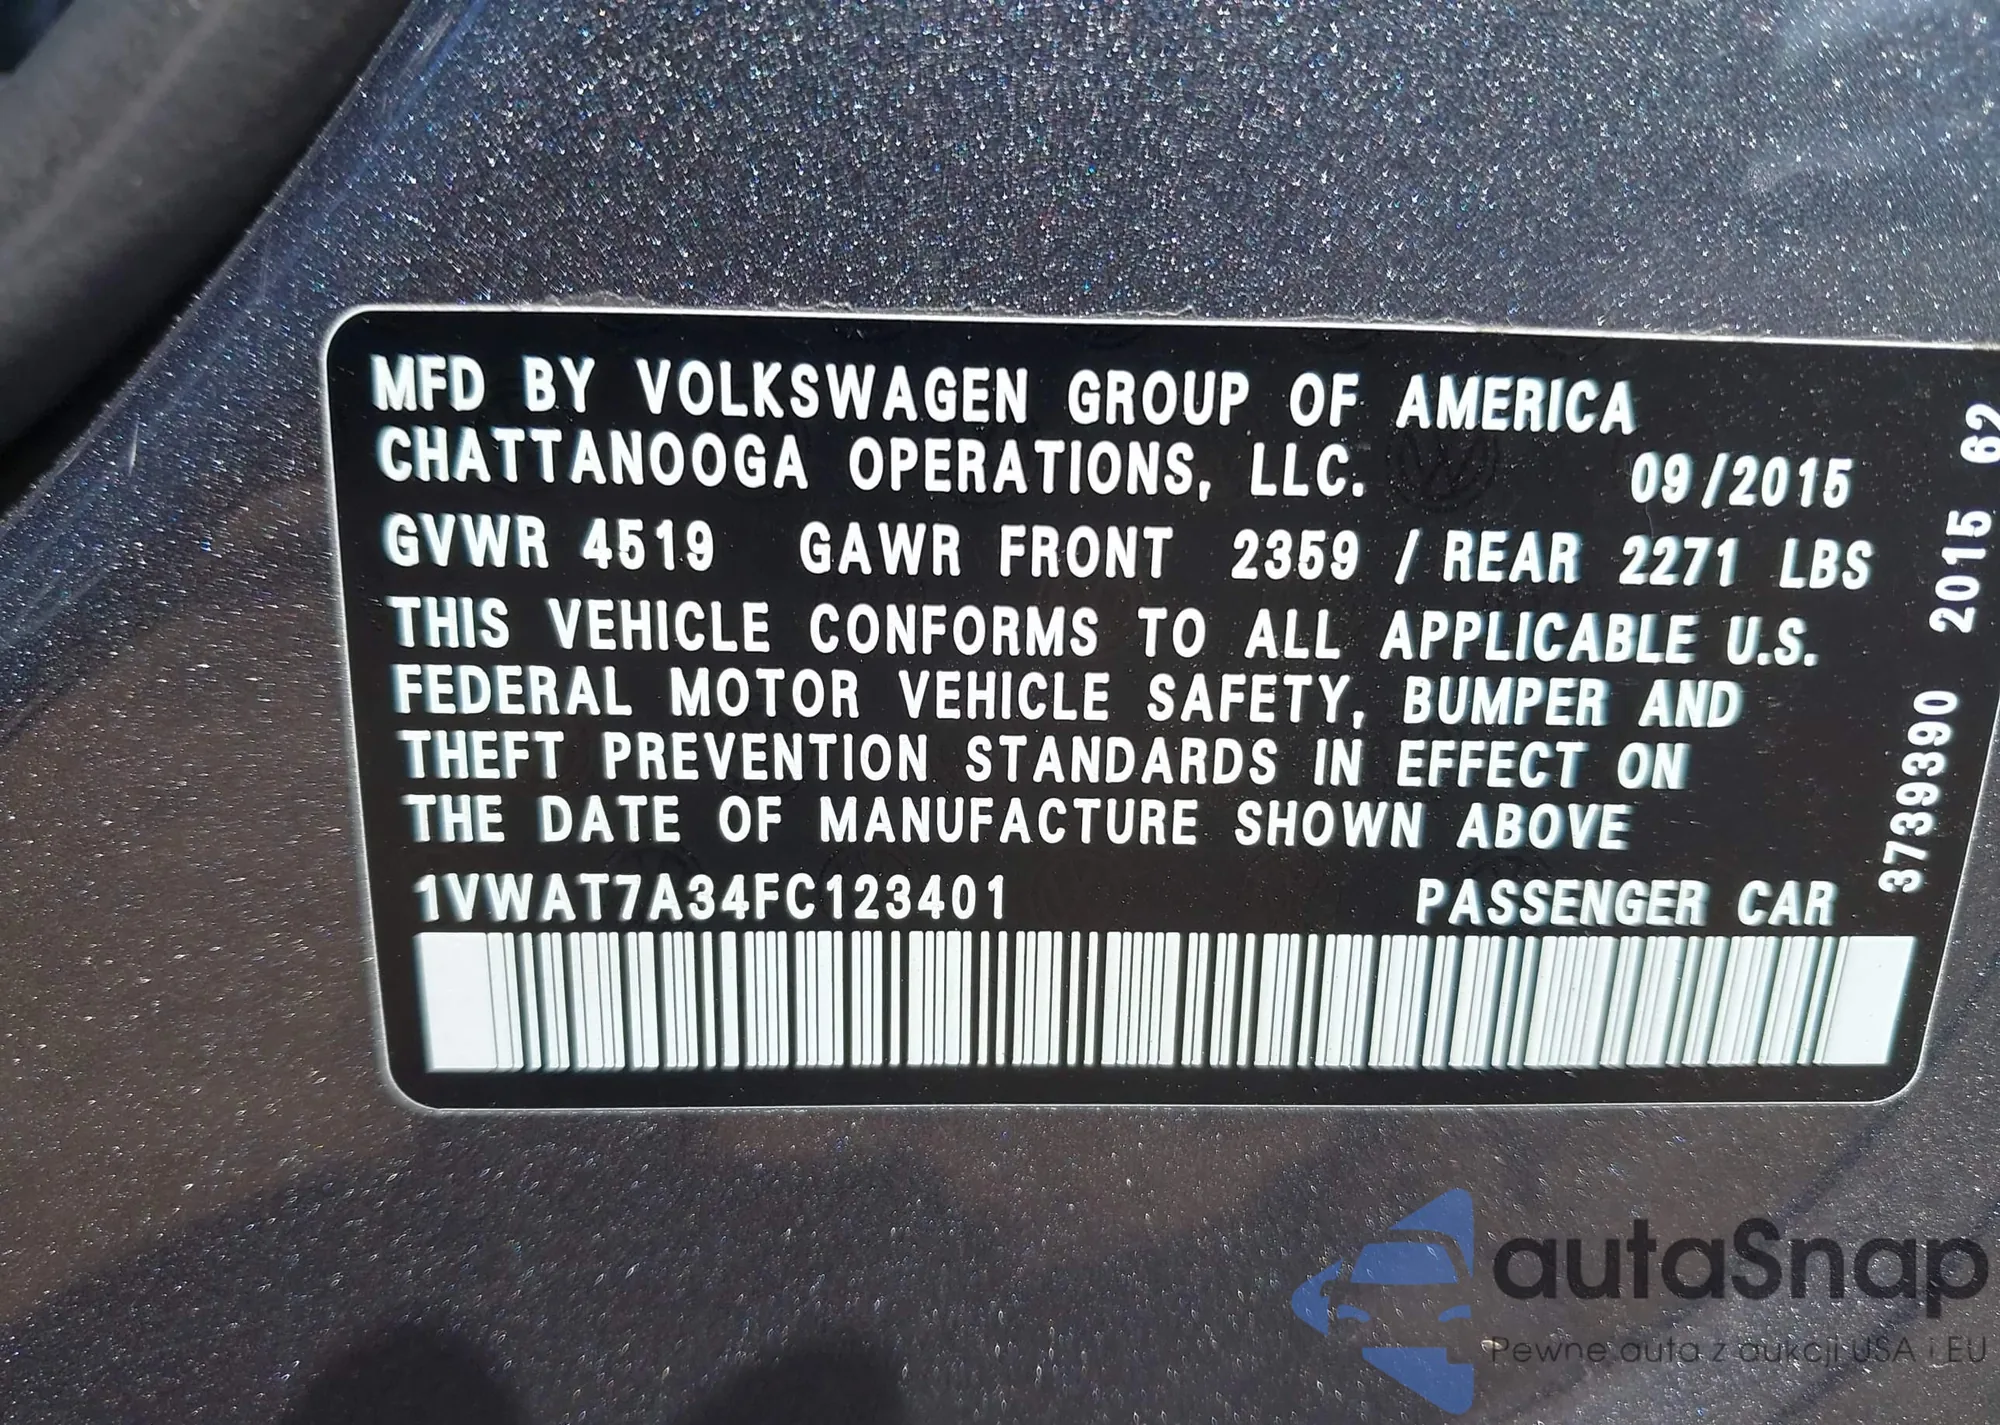 MFD BY VOLKSWAGEN GROUP OF AMERICA
CHATTANOOGA OPERATIONS, LLC. 09/2015
GVWR 4519 GAWR FRONT 2359 / REAR 2271 LBS
THIS VEHICLE CONFORMS TO ALL APPLICABLE U.S.
FEDERAL MOTOR VEHICLE SAFETY, BUMPER AND
THEFT PREVENTION STANDARDS IN EFFECT ON
THE DATE OF MANUFACTURE SHOWN ABOVE
1VWAT7A34FC123401 PASSENGER CAR
3739390 2015 62
autaSnap
Pewne auta z aukcji USA i EU